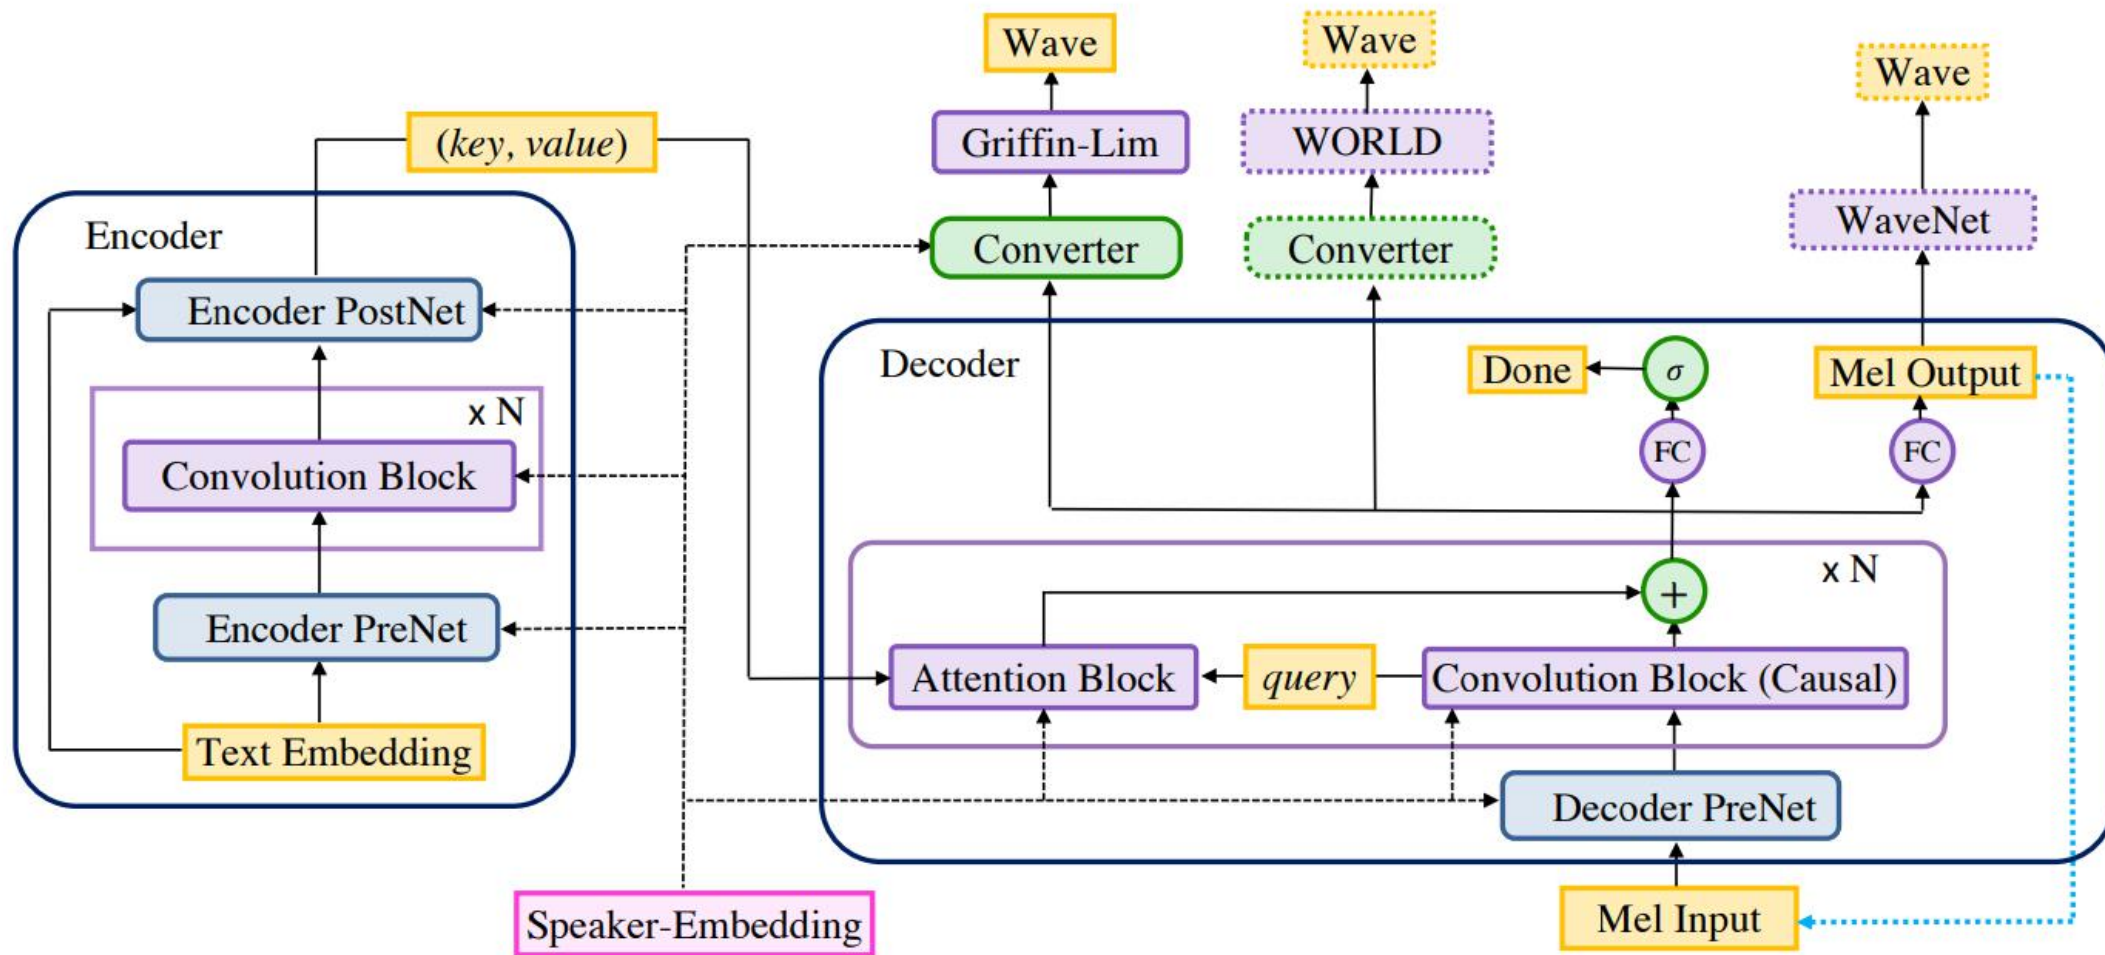 Wave
Wave
Wave
(key, value)
Griffin-Lim
WORLD
WaveNet
Encoder
Converter
Converter
Encoder PostNet
Decoder
Done
σ
Mel Output
x N
Convolution Block
FC
FC
x N
+
Encoder PreNet
Attention Block
query
Convolution Block (Causal)
Text Embedding
Decoder PreNet
Speaker-Embedding
Mel Input